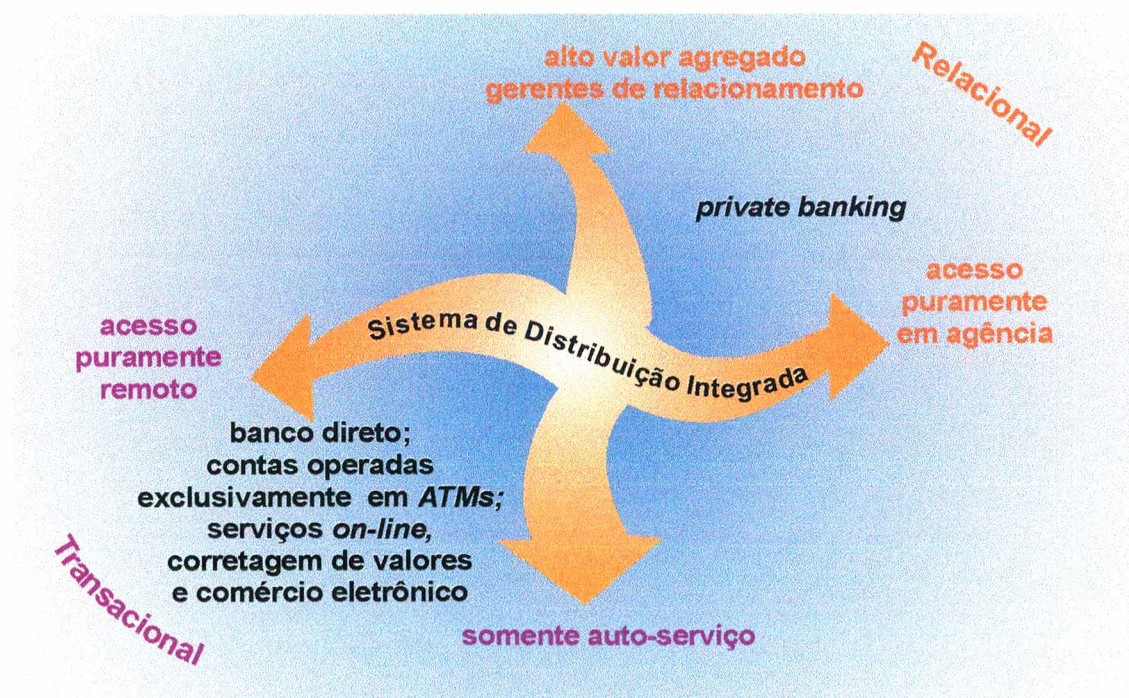 alto valor agregado
gerentes de relacionamento
Relacional
private banking
acesso
puramente
em agência
Sistema de Distribuição Integrada
acesso
puramente
remoto
banco direto;
contas operadas
exclusivamente em ATMs;
serviços on-line,
corretagem de valores
e comércio eletrônico
Transacional
somente auto-serviço